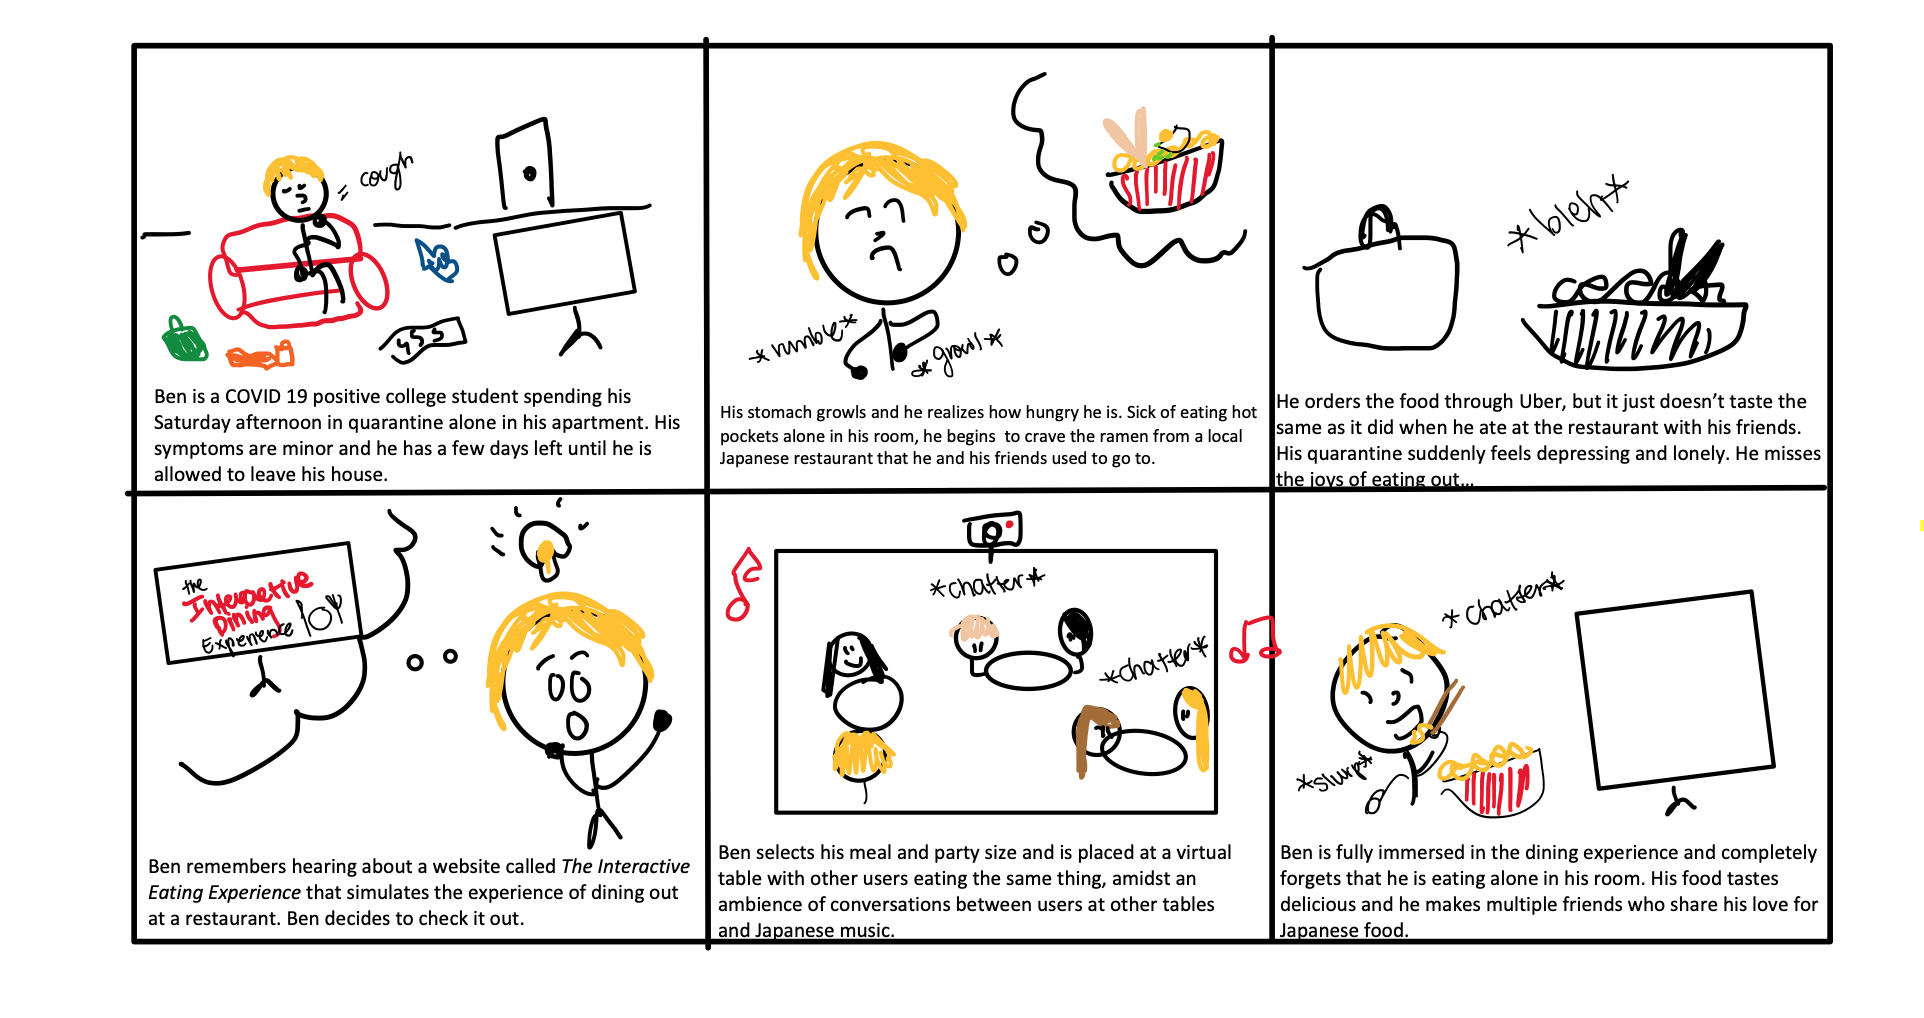 cough
Ben is a COVID 19 positive college student spending his
Saturday afternoon in quarantine alone in his apartment. His
symptoms are minor and he has a few days left until he is
allowed to leave his house.
*rumble*
*growl*
His stomach growls and he realizes how hungry he is. Sick of eating hot
pockets alone in his room, he begins  to crave the ramen from a local
Japanese restaurant that he and his friends used to go to.
*bleh*
He orders the food through Uber, but it just doesn't taste the
same as it did when he ate at the restaurant with his friends.
His quarantine suddenly feels depressing and lonely. He misses
the joys of eating out…
the
Interactive
Dining
Experience
Ben remembers hearing about a website called The Interactive
Eating Experience that simulates the experience of dining out
at a restaurant. Ben decides to check it out.
*chatter*
*chatter*
Ben selects his meal and party size and is placed at a virtual
table with other users eating the same thing, amidst an
ambience of conversations between users at other tables
and Japanese music.
*chatter*
*slurp*
Ben is fully immersed in the dining experience and completely
forgets that he is eating alone in his room. His food tastes
delicious and he makes multiple friends who share his love for
Japanese food.